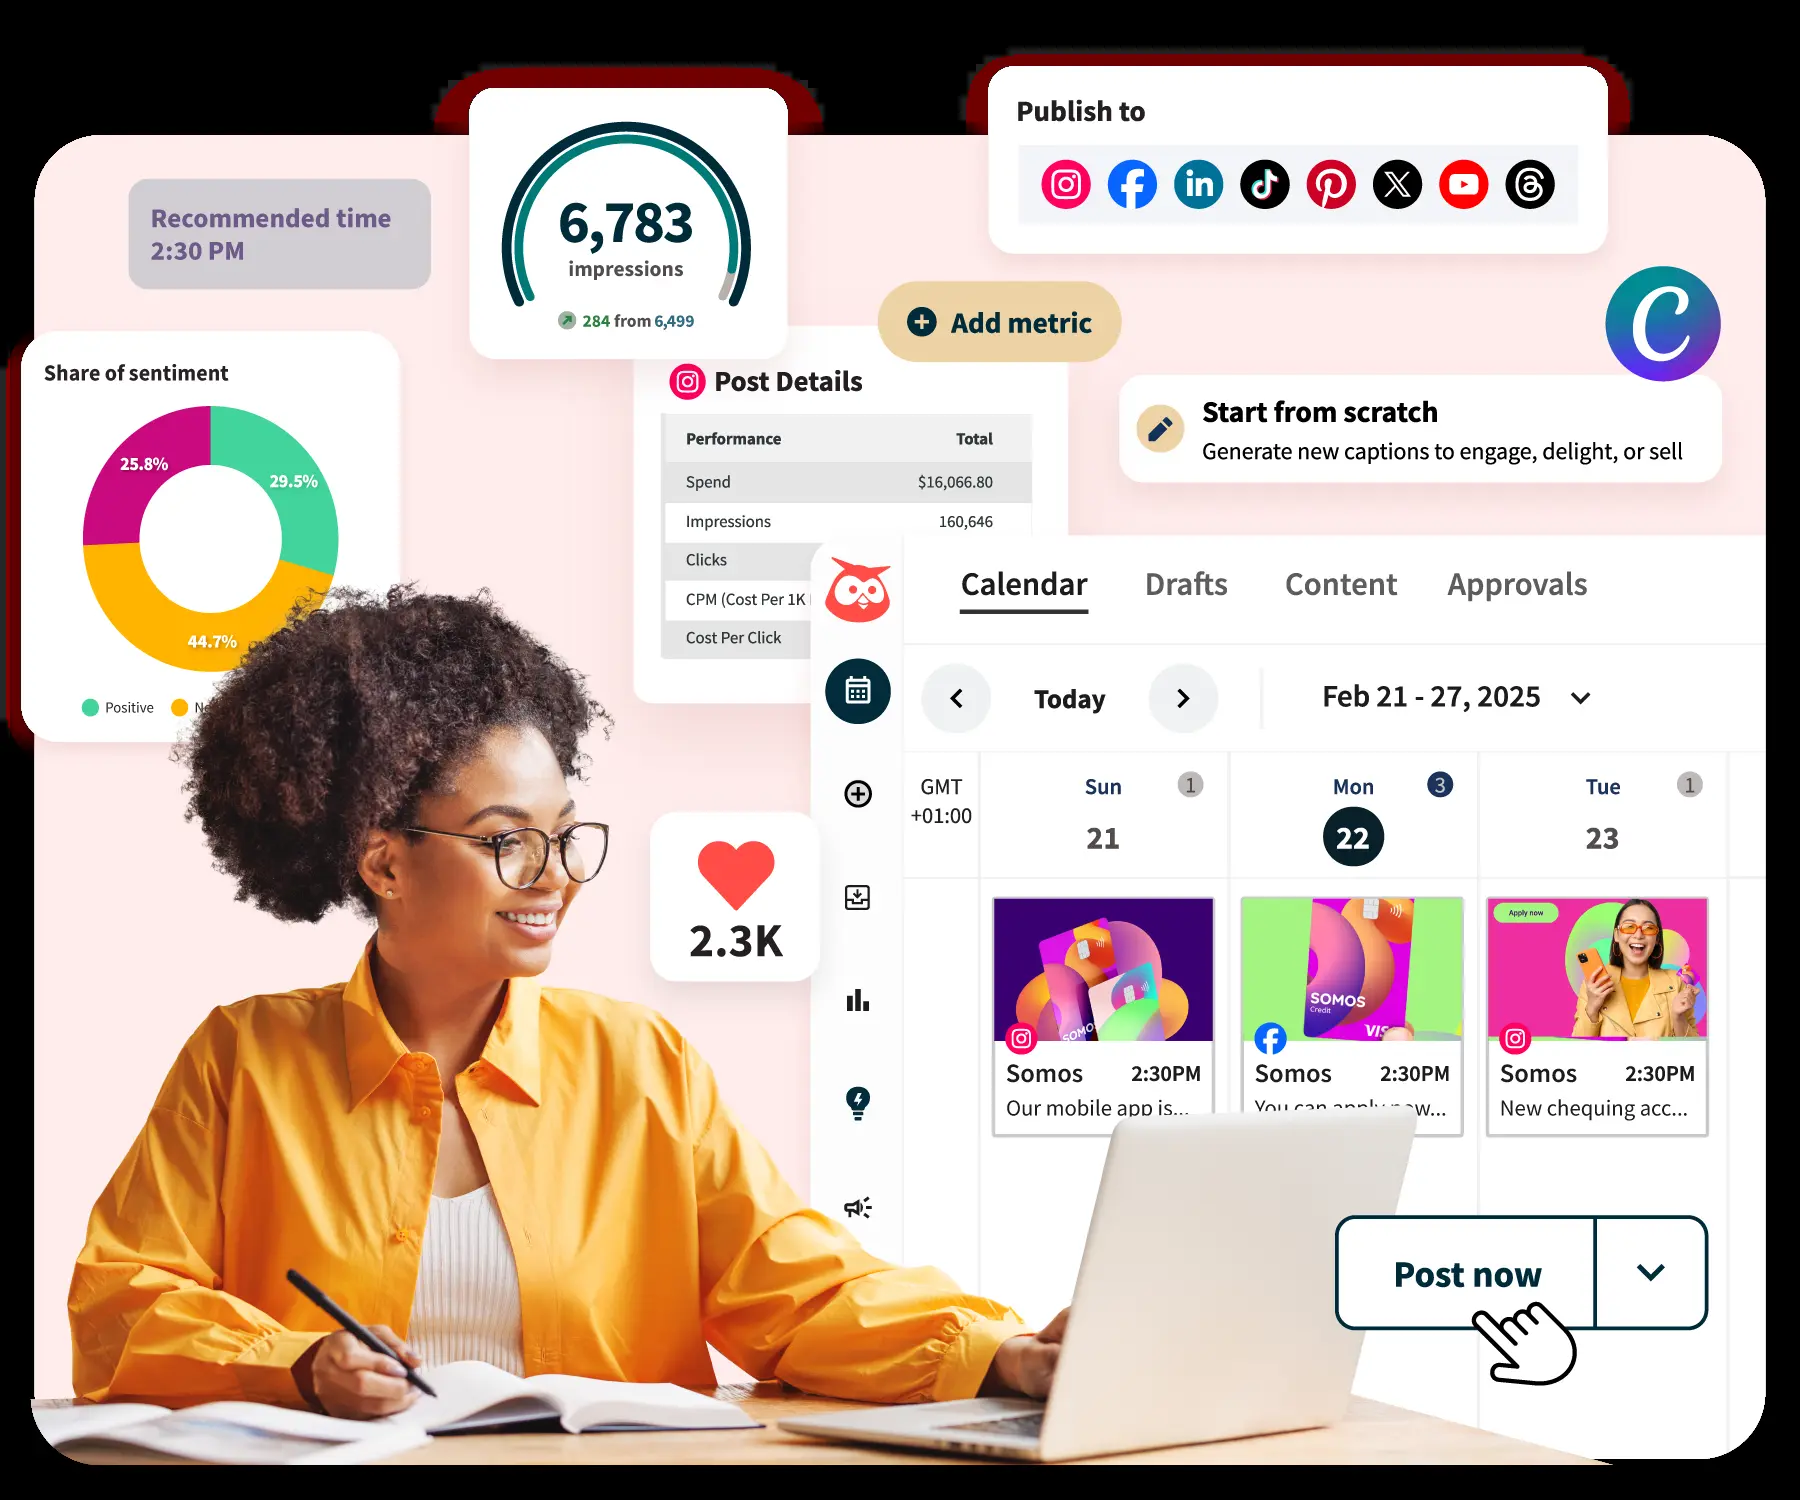 Publish to
Recommended time
2:30 PM
6,783
impressions
284 from 6,499
Add metric
C
Share of sentiment
25.8%
29.5%
44.7%
Positive
Post Details
Performance Total
Spend $16,066.80
Impressions 160,646
Clicks
CPM (Cost Per 1K
Cost Per Click
Start from scratch
Generate new captions to engage, delight, or sell
Calendar Drafts Content Approvals
Today
Feb 21 - 27, 2025
GMT
+01:00
Sun 1
21
Mon 3
22
Tue 1
23
2.3K
SOMOS
SOMOS
Credit
VISA
Apply now
Somos 2:30PM
Our mobile app is...
Somos 2:30PM
You can apply now...
Somos 2:30PM
New chequing acc...
Post now